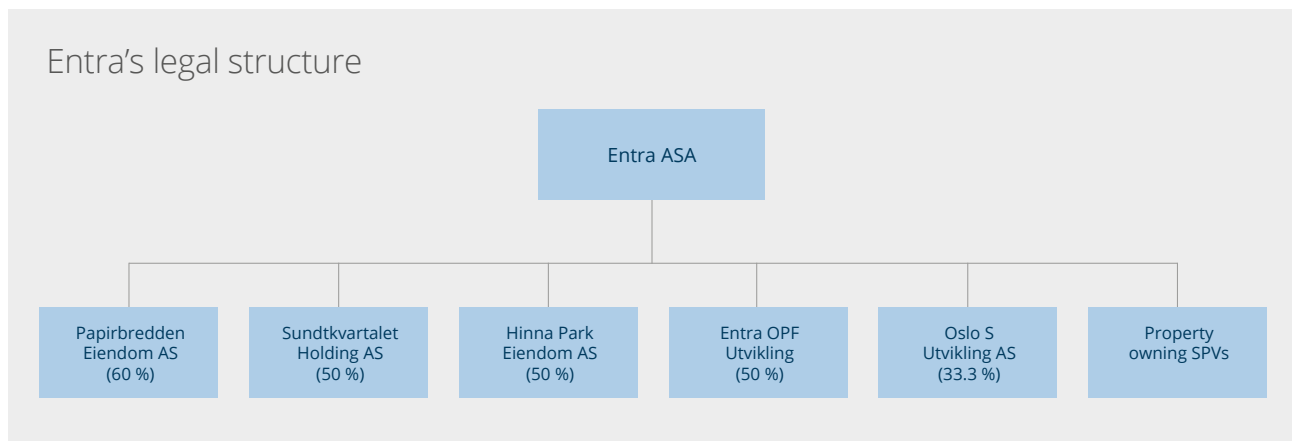 Entra’s legal structure
Entra ASA
Papirbredden
Eiendom AS
(60 %)
Sundtkvartalet
Holding AS
(50 %)
Hinna Park
Eiendom AS
(50 %)
Entra OPF
Utvikling
(50 %)
Oslo S
Utvikling AS
(33.3 %)
Property
owning SPVs